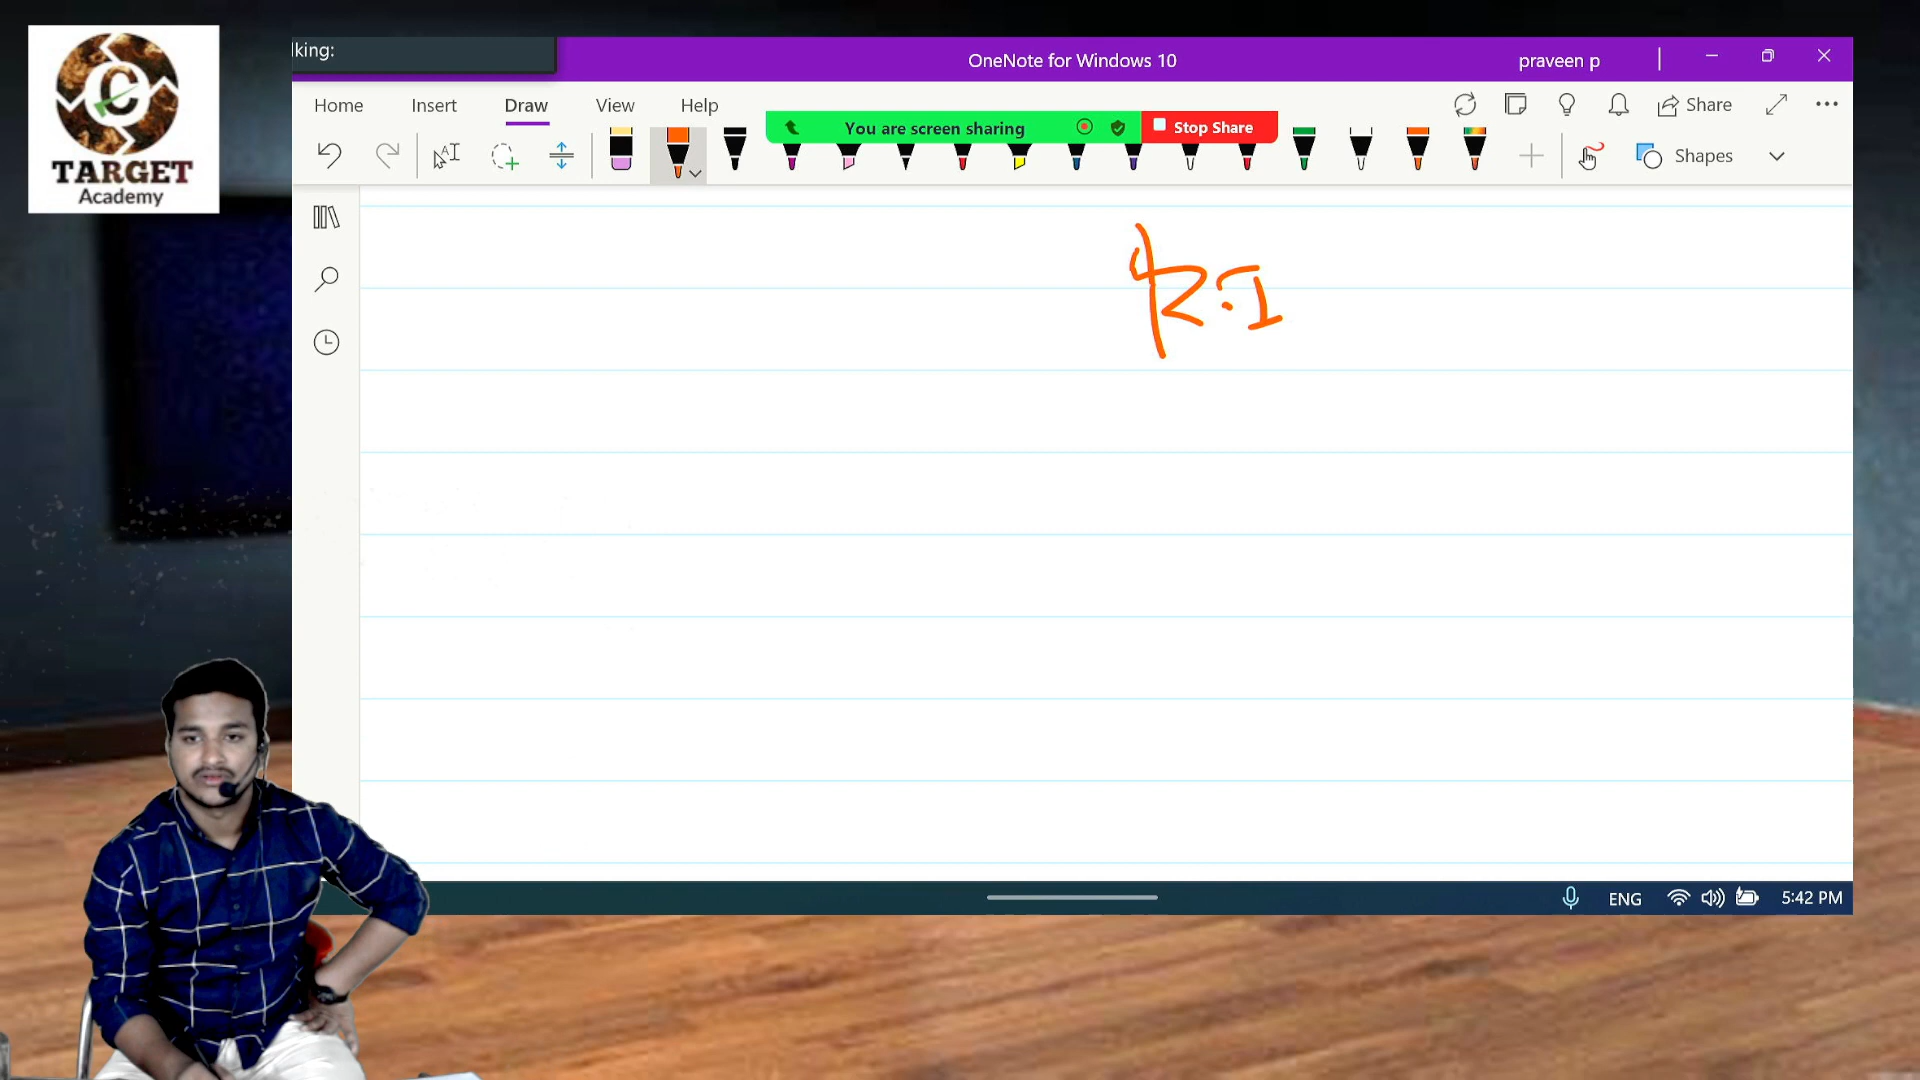 TARGET
Academy
lking:
OneNote for Windows 10
praveen p
Home Insert Draw View Help
Share
You are screen sharing
Stop Share
Shapes
R.I
ENG
5:42 PM